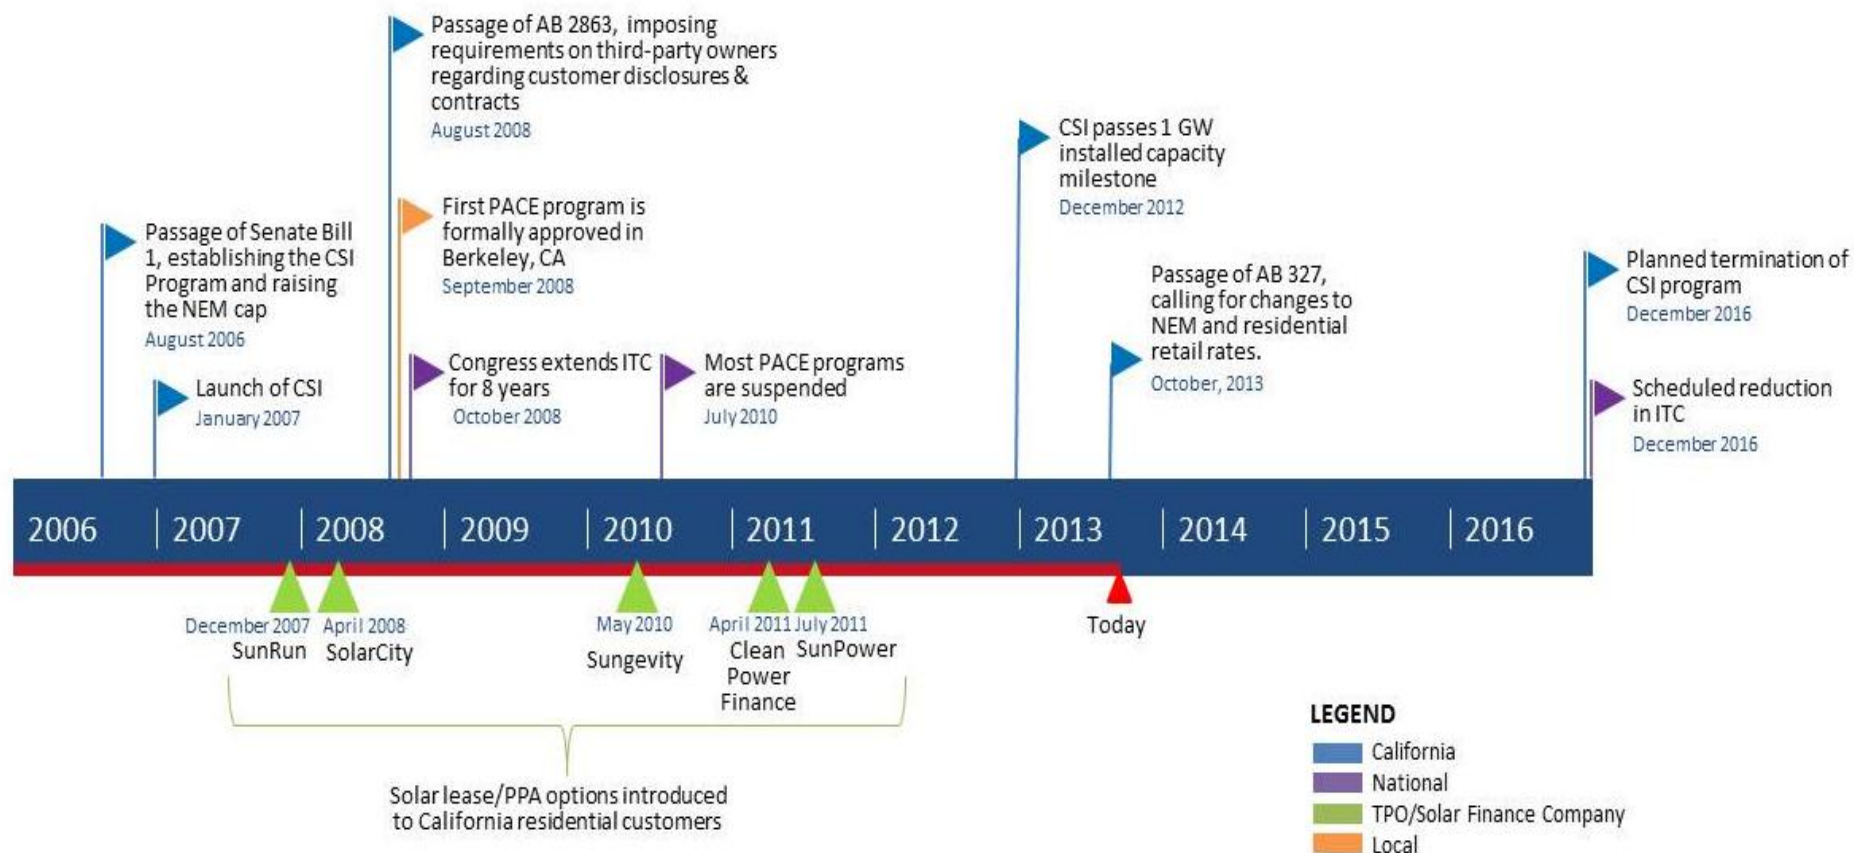 Passage of AB 2863, imposing
requirements on third-party owners
regarding customer disclosures &
contracts
August 2008
CSI passes 1 GW
installed capacity
milestone
December 2012
First PACE program is
formally approved in
Berkeley, CA
September 2008
Passage of Senate Bill
1, establishing the CSI
Program and raising
the NEM cap
August 2006
Planned termination of
CSI program
December 2016
Passage of AB 327,
calling for changes to
NEM and residential
retail rates.
October, 2013
Launch of CSI
January 2007
Congress extends ITC
for 8 years
October 2008
Most PACE programs
are suspended
July 2010
Scheduled reduction
in ITC
December 2016
2006 2007 2008 2009 2010 2011 2012 2013 2014 2015 2016
December 2007
SunRun
April 2008
SolarCity
May 2010
Sungevity
April 2011
Clean
Power
Finance
July 2011
SunPower
Today
Solar lease/PPA options introduced
to California residential customers
LEGEND
California
National
TPO/Solar Finance Company
Local